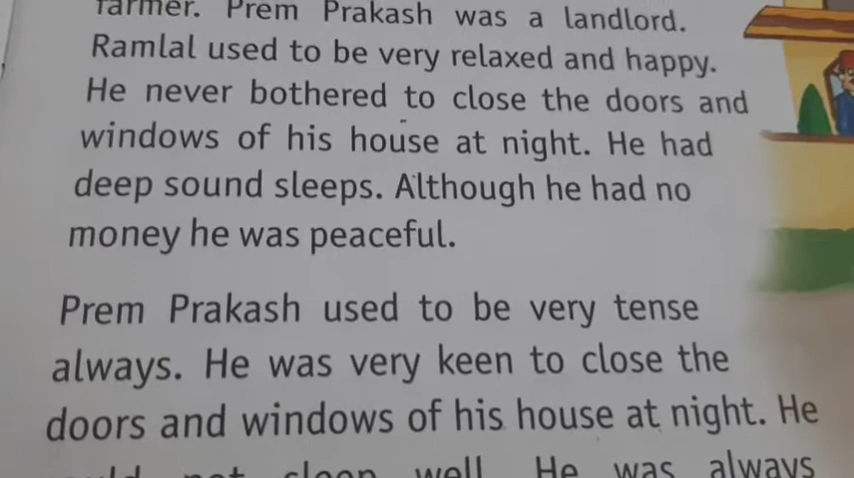 farmer. Prem Prakash was a landlord.
Ramlal used to be very relaxed and happy.
He never bothered to close the doors and
windows of his house at night. He had
deep sound sleeps. Although he had no
money he was peaceful.
Prem Prakash used to be very tense
always. He was very keen to close the
doors and windows of his house at night. He
could not sleep well. He was always